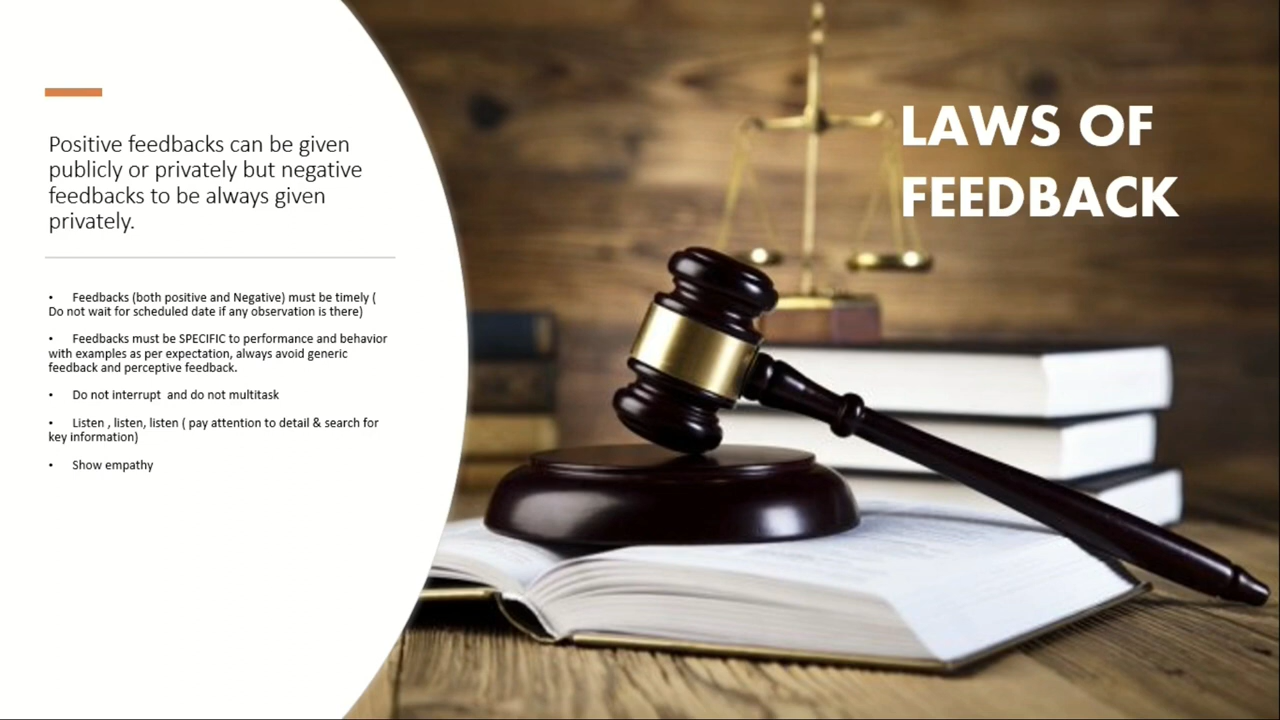 LAWS OF
FEEDBACK
Positive feedbacks can be given
publicly or privately but negative
feedbacks to be always given
privately.
• Feedbacks (both positive and Negative) must be timely (
Do not wait for scheduled date if any observation is there)
• Feedbacks must be SPECIFIC to performance and behavior
with examples as per expectation, always avoid generic
feedback and perceptive feedback.
• Do not interrupt  and do not multitask
• Listen , listen, listen ( pay attention to detail & search for
key information)
• Show empathy